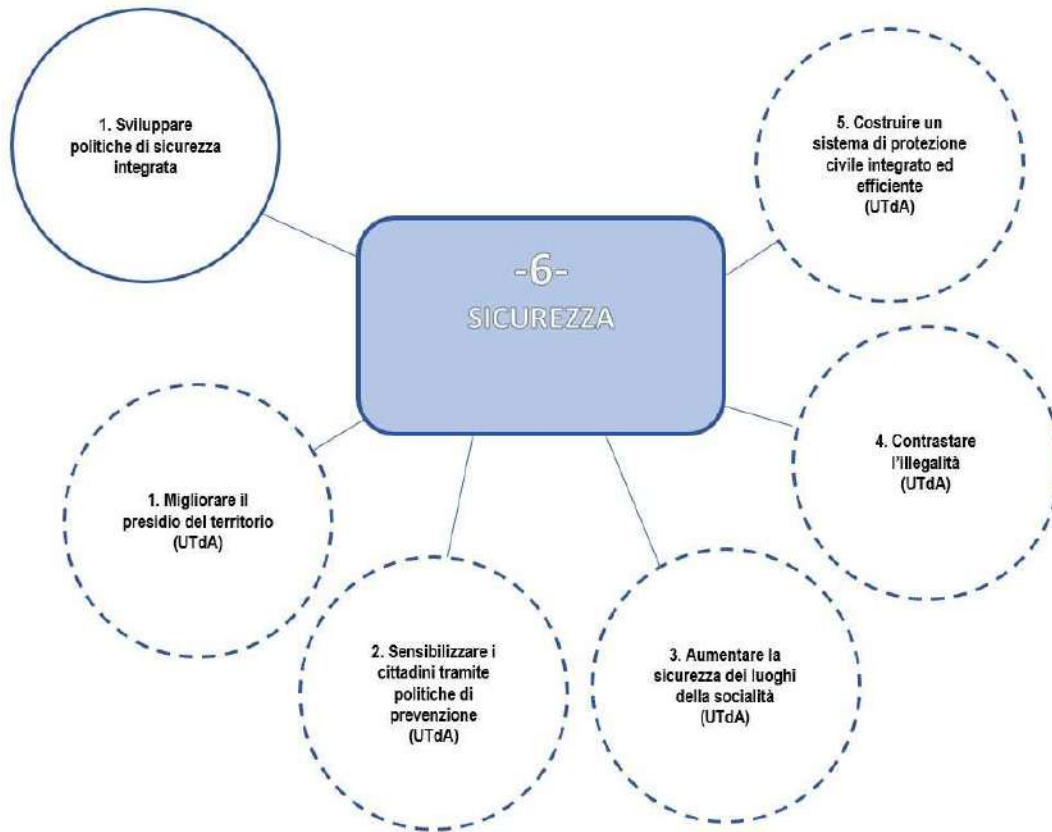 1. Sviluppare
politiche di sicurezza
integrata
5. Costruire un
sistema di protezione
civile integrato ed
efficiente
(UTdA)
-6-
SICUREZZA
4. Contrastare
l'illegalità
(UTdA)
1. Migliorare il
presidio del territorio
(UTdA)
2. Sensibilizzare i
cittadini tramite
politiche di
prevenzione
(UTdA)
3. Aumentare la
sicurezza dei luoghi
della socialità
(UTdA)